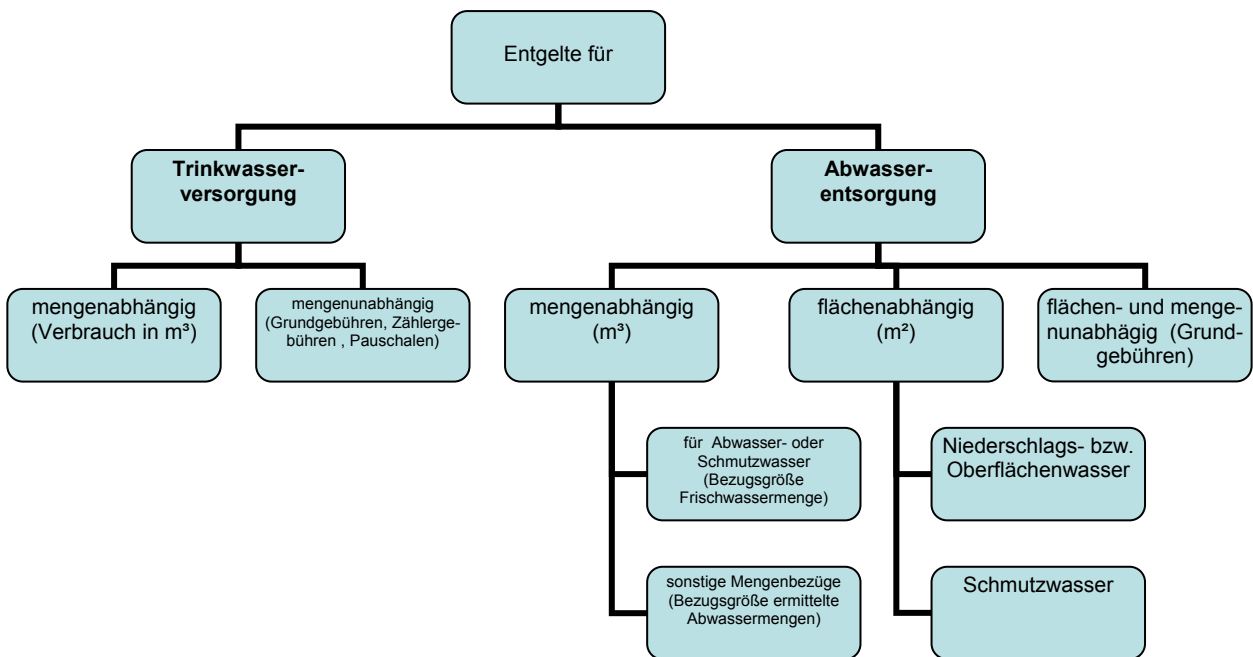 Entgelte für
Trinkwasser-
versorgung
Abwasser-
entsorgung
mengenabhängig
(Verbrauch in m³)
mengenunabhängig
(Grundgebühren, Zählerge-
bühren , Pauschalen)
mengenabhängig
(m³)
flächenabhängig
(m²)
flächen- und menge-
nunabhägig (Grund-
gebühren)
für Abwasser- oder
Schmutzwasser
(Bezugsgröße
Frischwassermenge)
Niederschlags- bzw.
Oberflächenwasser
sonstige Mengenbezüge
(Bezugsgröße ermittelte
Abwassermengen)
Schmutzwasser